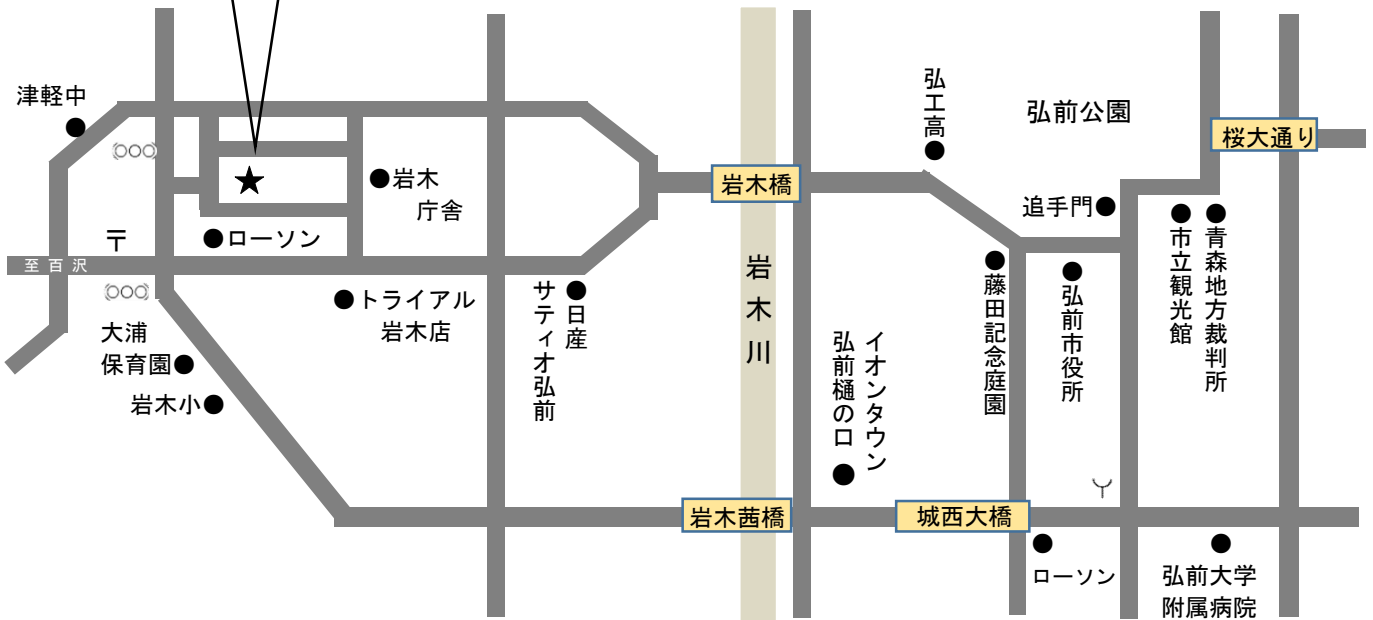 津軽中
弘工高
弘前公園
桜大通り
岩木
庁舎
岩木橋
追手門
〒
ローソン
市立観光館
青森地方裁判所
至百沢
岩木川
藤田記念庭園
弘前市役所
トライアル
岩木店
日産
サティオ弘前
大浦
保育園
岩木小
イオンタウン
弘前樋の口
岩木茜橋
城西大橋
ローソン
弘前大学
附属病院